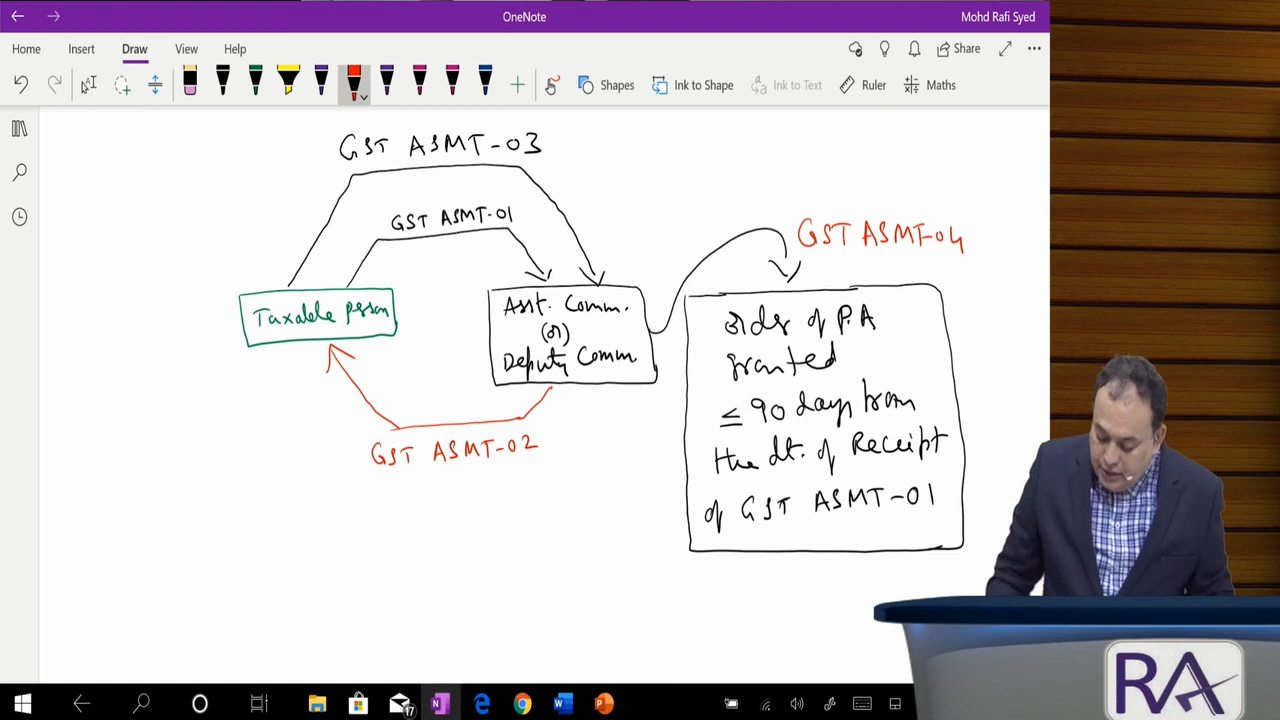 OneNote
Mohd Rafi Syed
Home Insert Draw View Help
Share
Shapes Ink to Shape Ink to Text Ruler Maths
GST ASMT-03
GST ASMT-01
GST ASMT-04
Taxable person
Asst. Comm.
(or)
Deputy Comm
order of P.A
granted
≤ 90 days from
the dt. of Receipt
of GST ASMT-01
GST ASMT-02
17
RA